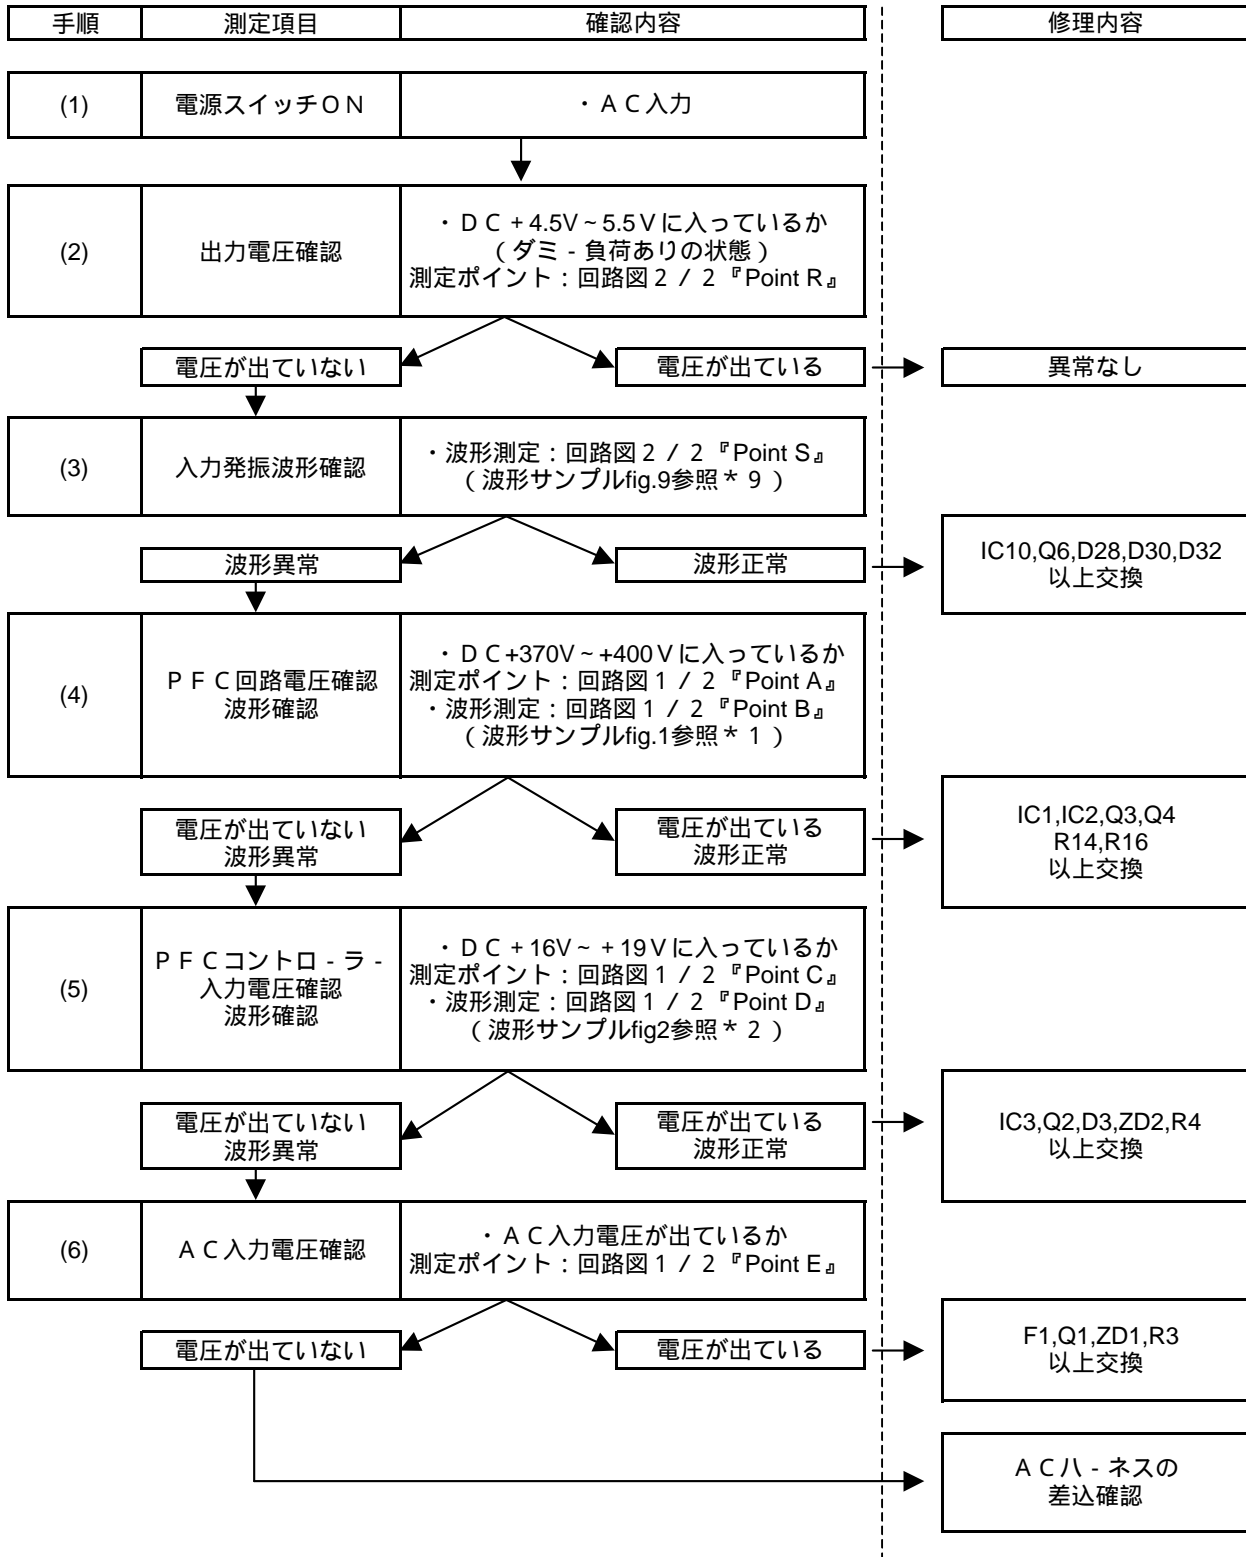 手順 測定項目 確認内容 修理内容
(1) 電源スイッチＯＮ ・ＡＣ入力
(2) 出力電圧確認
・ＤＣ+4.5V~5.5Ｖに入っているか
（ダミ-負荷ありの状態）
測定ポイント：回路図２／２『Point R』
電圧が出ていない 電圧が出ている 異常なし
(3) 入力発振波形確認
・波形測定：回路図２／２『Point S』
（波形サンプルfig.9参照＊９）
波形異常 波形正常
IC10,Q6,D28,D30,D32
以上交換
(4)
ＰＦＣ回路電圧確認
波形確認
・ＤＣ+370V~+400Ｖに入っているか
測定ポイント：回路図１／２『Point A』
・波形測定：回路図１／２『Point B』
（波形サンプルfig.1参照＊１）
電圧が出ていない
波形異常
電圧が出ている
波形正常
IC1,IC2,Q3,Q4
R14,R16
以上交換
(5)
ＰＦＣコントロ-ラ-
入力電圧確認
波形確認
・ＤＣ+16V~+19Ｖに入っているか
測定ポイント：回路図１／２『Point C』
・波形測定：回路図１／２『Point D』
（波形サンプルfig2参照＊２）
電圧が出ていない
波形異常
電圧が出ている
波形正常
IC3,Q2,D3,ZD2,R4
以上交換
(6) ＡＣ入力電圧確認
・ＡＣ入力電圧が出ているか
測定ポイント：回路図１／２『Point E』
電圧が出ていない 電圧が出ている
F1,Q1,ZD1,R3
以上交換
ＡＣハ-ネスの
差込確認